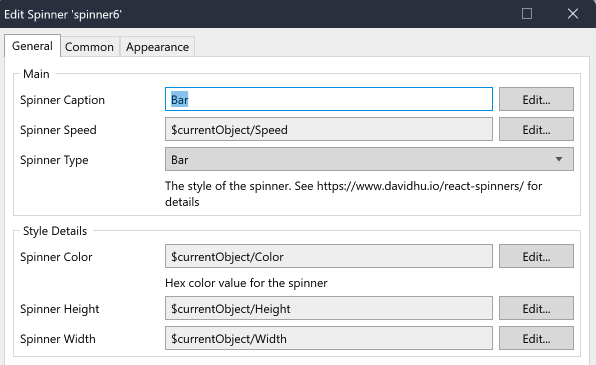 Edit Spinner 'spinner6'
General Common Appearance
Main
Spinner Caption Bar Edit...
Spinner Speed $currentObject/Speed Edit...
Spinner Type Bar
The style of the spinner. See https://www.davidhu.io/react-spinners/ for
details
Style Details
Spinner Color $currentObject/Color Edit...
Hex color value for the spinner
Spinner Height $currentObject/Height Edit...
Spinner Width $currentObject/Width Edit...